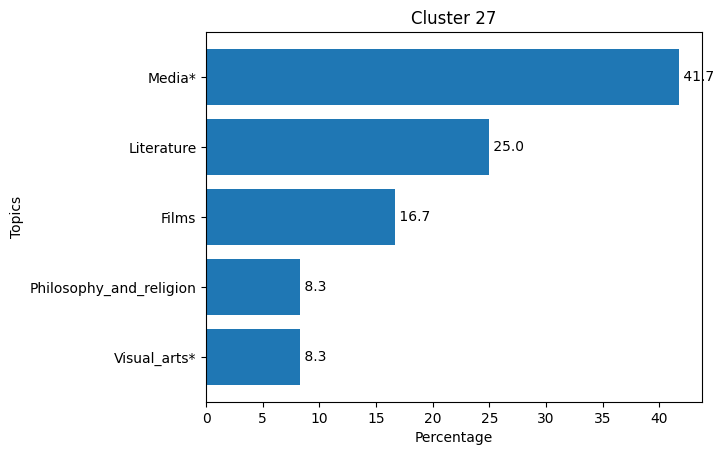 Cluster 27
Media*
41.7
Literature
25.0
Films
16.7
Philosophy_and_religion
8.3
Visual_arts*
8.3
Topics
0 5 10 15 20 25 30 35 40
Percentage